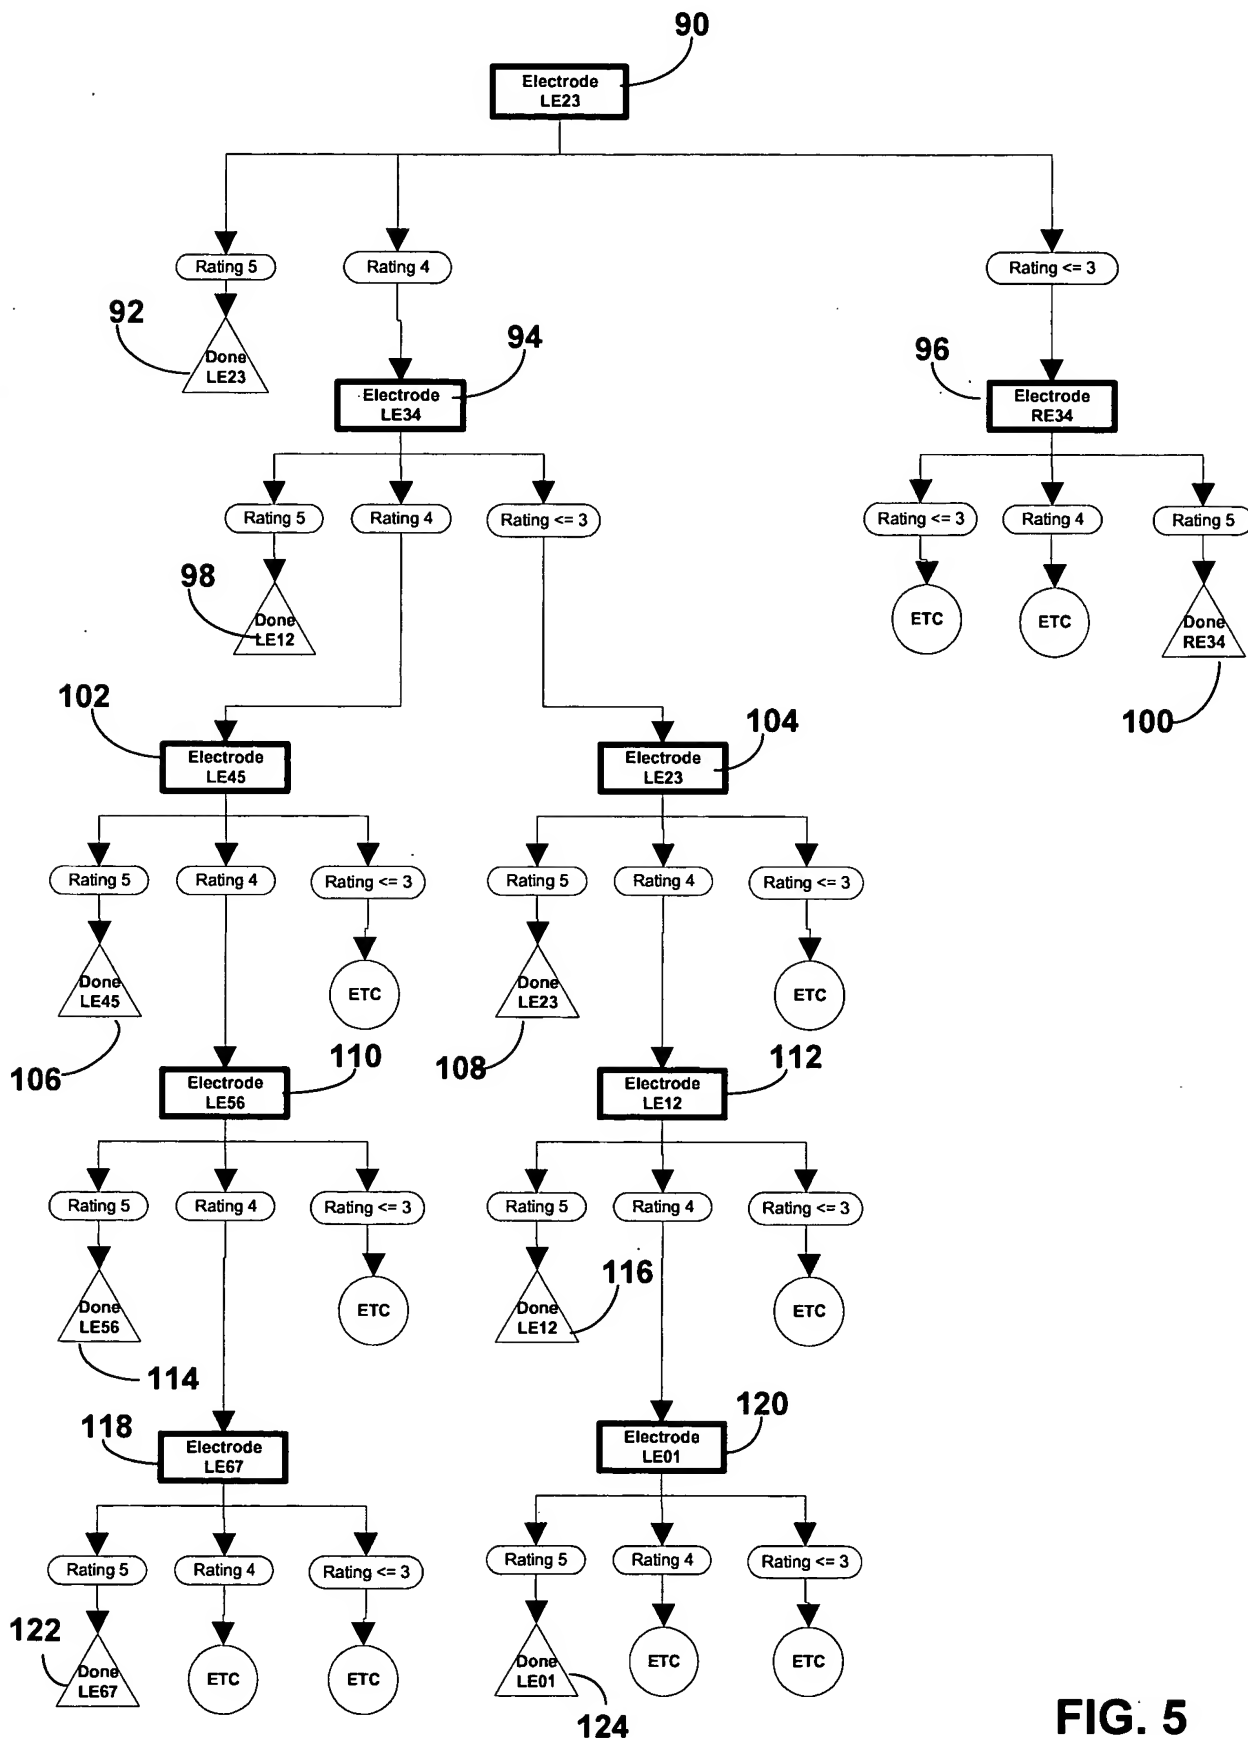 90
Electrode
LE23
Rating 5
Rating 4
Rating <= 3
92
Done
LE23
94
Electrode
LE34
96
Electrode
RE34
Rating 5
Rating 4
Rating <= 3
Rating <= 3
Rating 4
Rating 5
98
Done
LE12
ETC
ETC
Done
RE34
100
102
Electrode
LE45
104
Electrode
LE23
Rating 5
Rating 4
Rating <= 3
Rating 5
Rating 4
Rating <= 3
Done
LE45
ETC
Done
LE23
ETC
106
108
110
Electrode
LE56
112
Electrode
LE12
Rating 5
Rating 4
Rating <= 3
Rating 5
Rating 4
Rating <= 3
Done
LE56
ETC
Done
LE12
116
ETC
114
118
Electrode
LE67
120
Electrode
LE01
Rating 5
Rating 4
Rating <= 3
Rating 5
Rating 4
Rating <= 3
122
Done
LE67
ETC
ETC
Done
LE01
ETC
ETC
124
FIG. 5